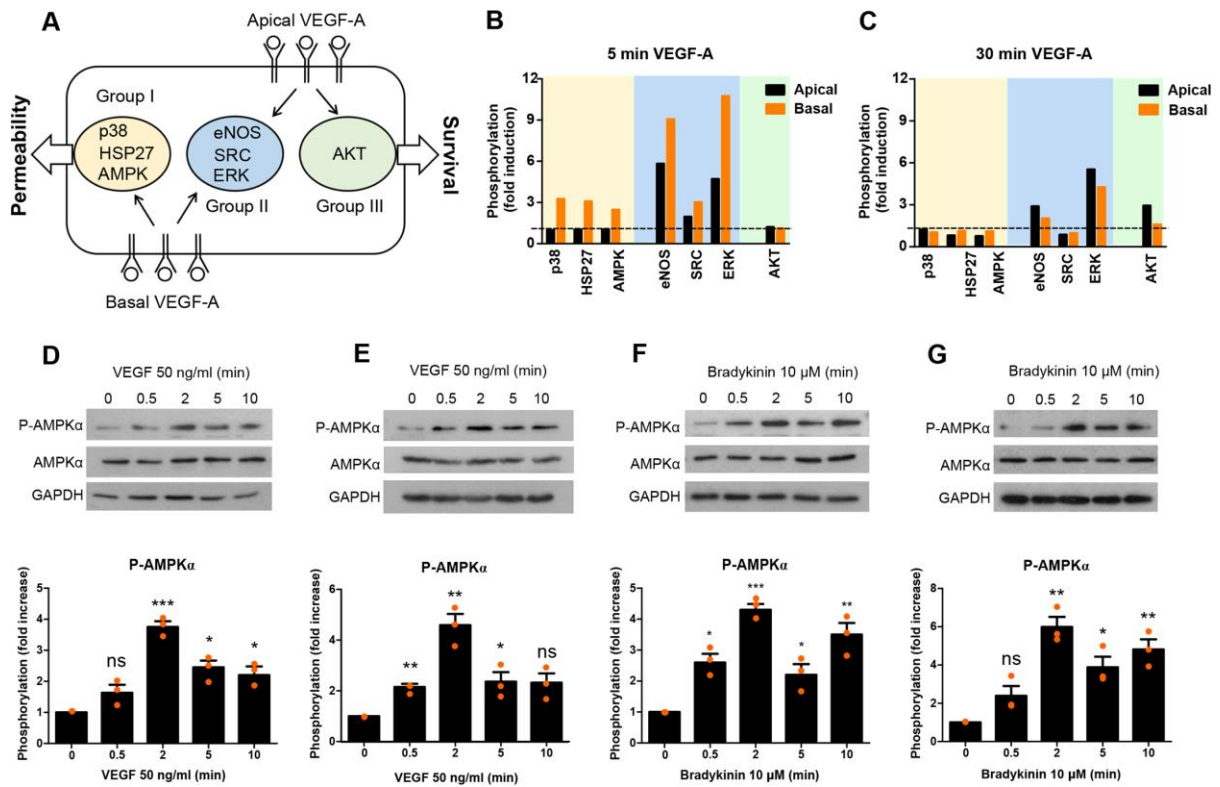 A
Apical VEGF-A
Group I
p38
HSP27
AMPK
eNOS
SRC
ERK
Group II
AKT
Group III
Permeability
Survival
Basal VEGF-A
B
5 min VEGF-A
Phosphorylation
(fold induction)
12
9
6
3
0
Apical
Basal
p38
HSP27
AMPK
eNOS
SRC
ERK
AKT
C
30 min VEGF-A
Phosphorylation
(fold induction)
12
9
6
3
0
Apical
Basal
p38
HSP27
AMPK
eNOS
SRC
ERK
AKT
D
VEGF 50 ng/ml (min)
0 0.5 2 5 10
P-AMPKα
AMPKα
GAPDH
P-AMPKα
Phosphorylation (fold increase)
5
4
3
2
1
0
ns
***
*
*
0 0.5 2 5 10
VEGF 50 ng/ml (min)
E
VEGF 50 ng/ml (min)
0 0.5 2 5 10
P-AMPKα
AMPKα
GAPDH
P-AMPKα
Phosphorylation (fold increase)
6
4
2
0
**
**
*
ns
0 0.5 2 5 10
VEGF 50 ng/ml (min)
F
Bradykinin 10 µM (min)
0 0.5 2 5 10
P-AMPKα
AMPKα
GAPDH
P-AMPKα
Phosphorylation (fold increase)
5
4
3
2
1
0
*
***
*
**
0 0.5 2 5 10
Bradykinin 10 µM (min)
G
Bradykinin 10 µM (min)
0 0.5 2 5 10
P-AMPKα
AMPKα
GAPDH
P-AMPKα
Phosphorylation (fold increase)
8
6
4
2
0
ns
**
*
**
0 0.5 2 5 10
Bradykinin 10 µM (min)